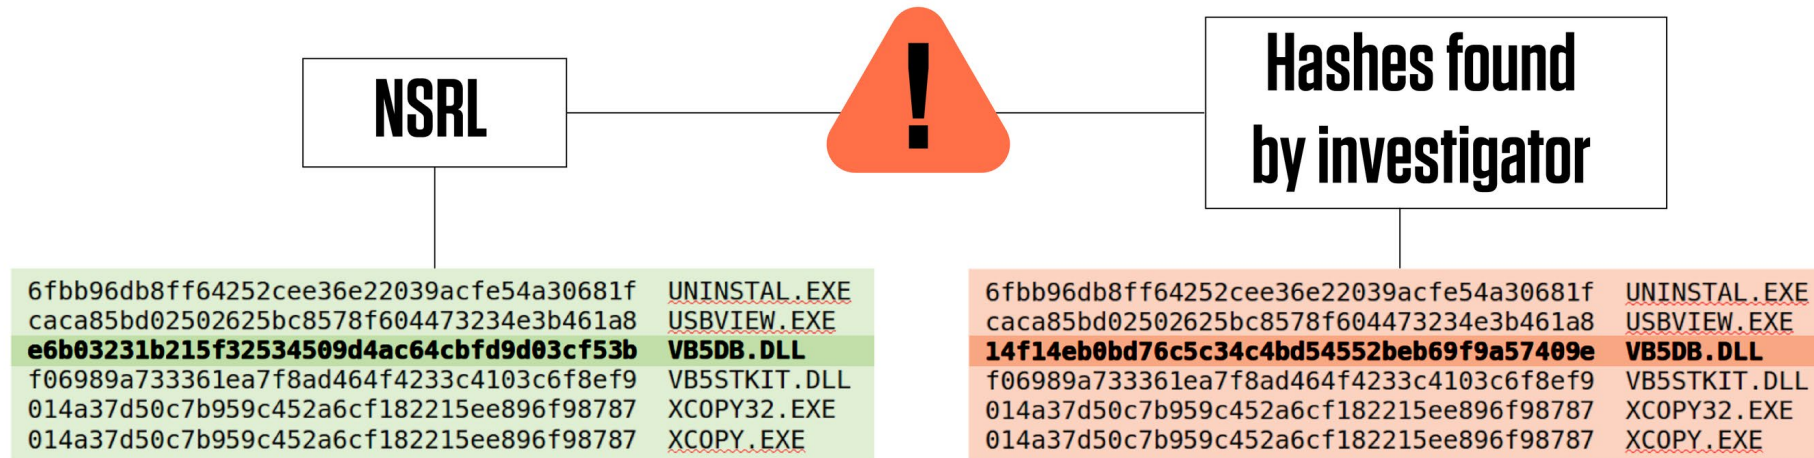 NSRL
!
Hashes found
by investigator
6fbb96db8ff64252cee36e22039acfe54a30681f UNINSTAL.EXE
caca85bd02502625bc8578f604473234e3b461a8 USBVIEW.EXE
e6b03231b215f32534509d4ac64cbfd9d03cf53b VB5DB.DLL
f06989a733361ea7f8ad464f4233c4103c6f8ef9 VB5STKIT.DLL
014a37d50c7b959c452a6cf182215ee896f98787 XCOPY32.EXE
014a37d50c7b959c452a6cf182215ee896f98787 XCOPY.EXE
6fbb96db8ff64252cee36e22039acfe54a30681f UNINSTAL.EXE
caca85bd02502625bc8578f604473234e3b461a8 USBVIEW.EXE
14f14eb0bd76c5c34c4bd54552beb69f9a57409e VB5DB.DLL
f06989a733361ea7f8ad464f4233c4103c6f8ef9 VB5STKIT.DLL
014a37d50c7b959c452a6cf182215ee896f98787 XCOPY32.EXE
014a37d50c7b959c452a6cf182215ee896f98787 XCOPY.EXE